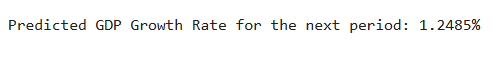 Predicted GDP Growth Rate for the next period: 1.2485%